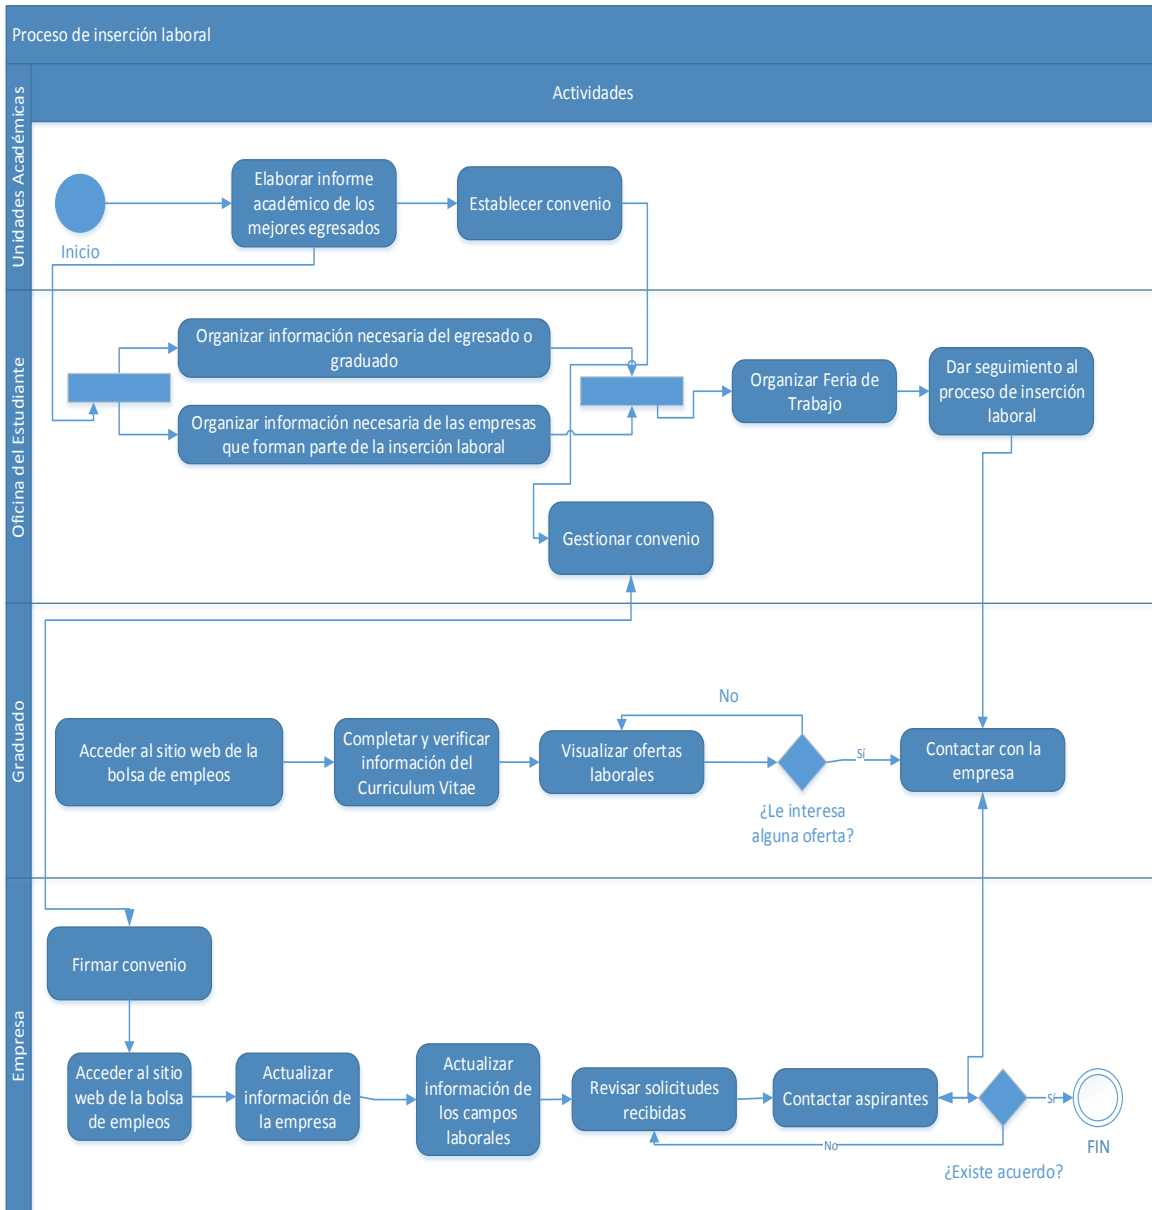 Proceso de inserción laboral
Actividades
Unidades Académicas
Inicio
Elaborar informe
académico de los
mejores egresados
Establecer convenio
Oficina del Estudiante
Organizar información necesaria del egresado o
graduado
Organizar información necesaria de las empresas
que forman parte de la inserción laboral
Organizar Feria de
Trabajo
Dar seguimiento al
proceso de inserción
laboral
Gestionar convenio
Graduado
Acceder al sitio web de la
bolsa de empleos
Completar y verificar
información del
Curriculum Vitae
Visualizar ofertas
laborales
No
¿Le interesa
alguna oferta?
Sí
Contactar con la
empresa
Empresa
Firmar convenio
Acceder al sitio
web de la bolsa
de empleos
Actualizar
información de
la empresa
Actualizar
información de
los campos
laborales
Revisar solicitudes
recibidas
Contactar aspirantes
No
¿Existe acuerdo?
Sí
FIN